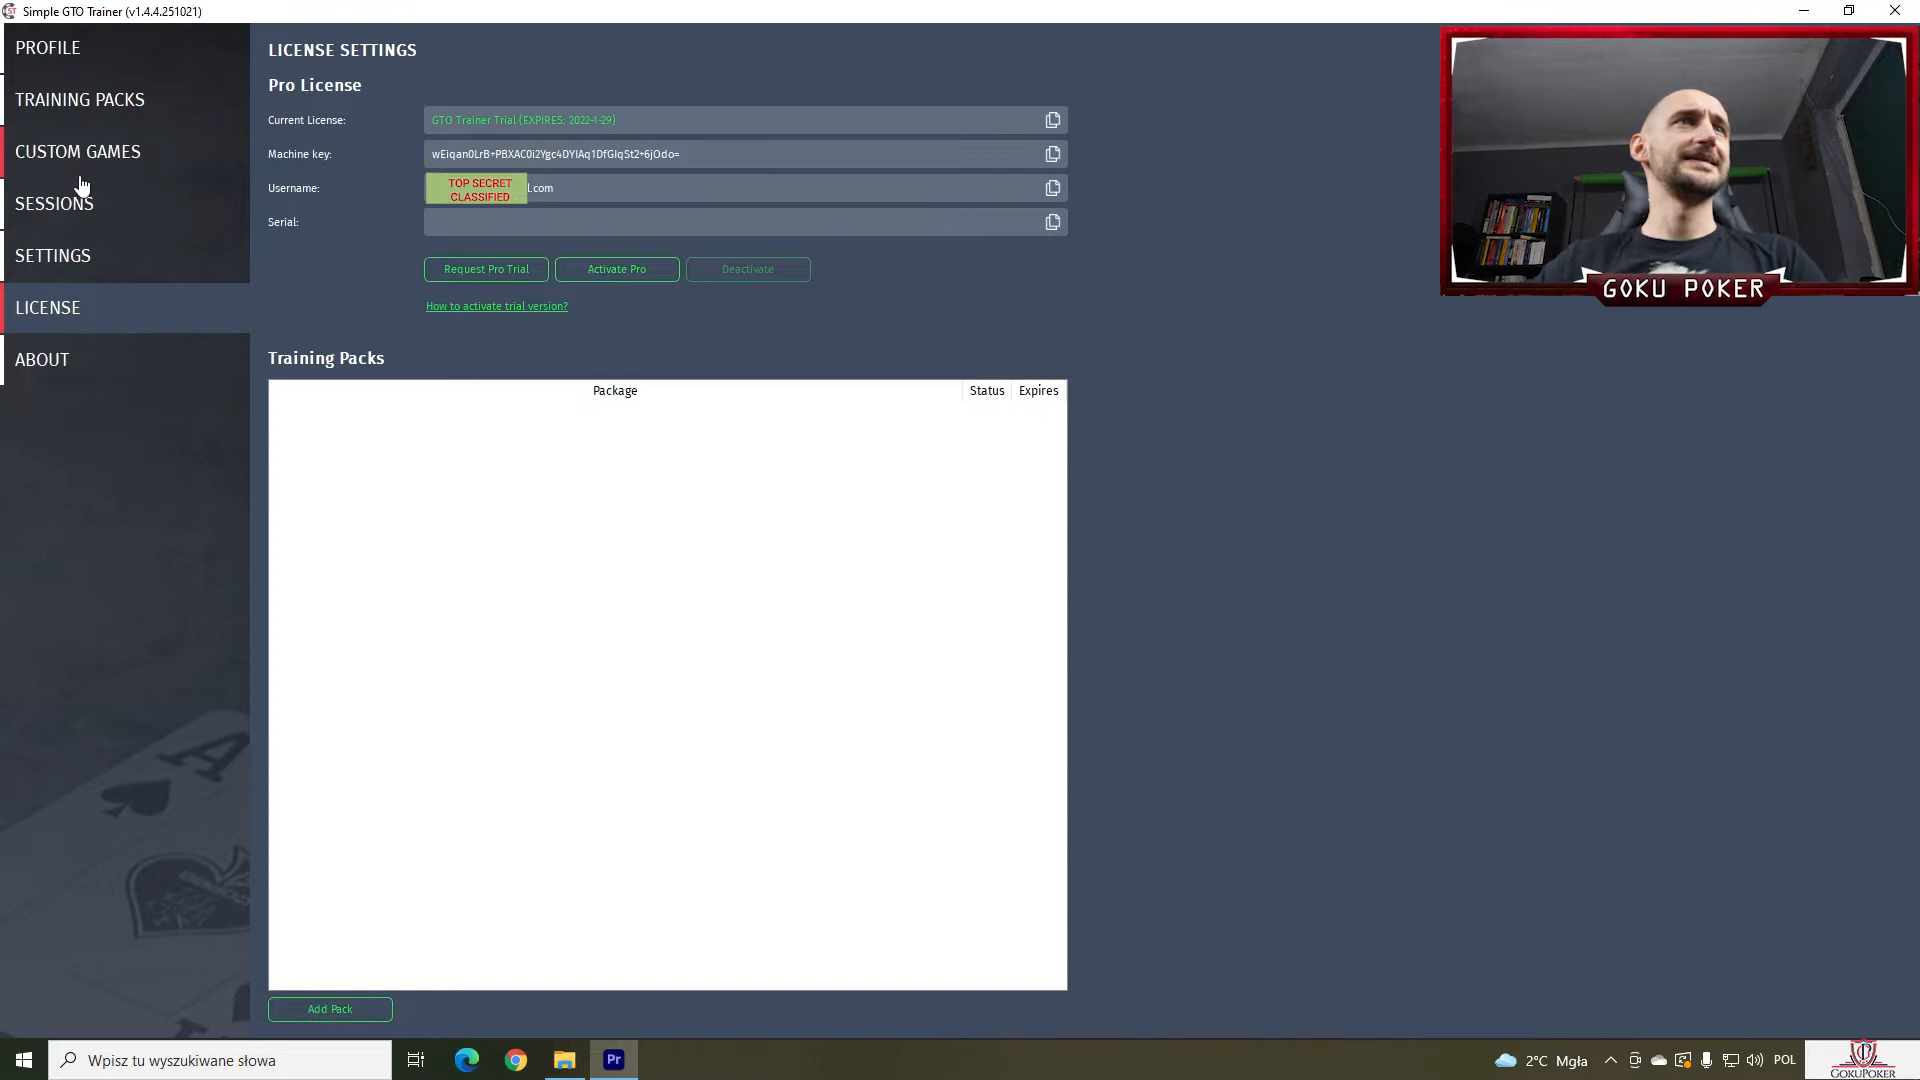 Simple GTO Trainer (v1.4.4.251021)
PROFILE
TRAINING PACKS
CUSTOM GAMES
SESSIONS
SETTINGS
LICENSE
ABOUT
LICENSE SETTINGS
Pro License
Current License:
GTO Trainer Trial (EXPIRES: 2022-1-29)
Machine key:
wEiqan0LrB+PBXAC0i2Ygc4DYIAq1DfGIqSt2+6jOdo=
Username:
TOP SECRET
CLASSIFIED
l.com
Serial:
Request Pro Trial
Activate Pro
Deactivate
How to activate trial version?
Training Packs
Package
Status
Expires
Add Pack
GOKU POKER
Wpisz tu wyszukiwane słowa
Pr
2°C Mgła
POL
GOKUPOKER